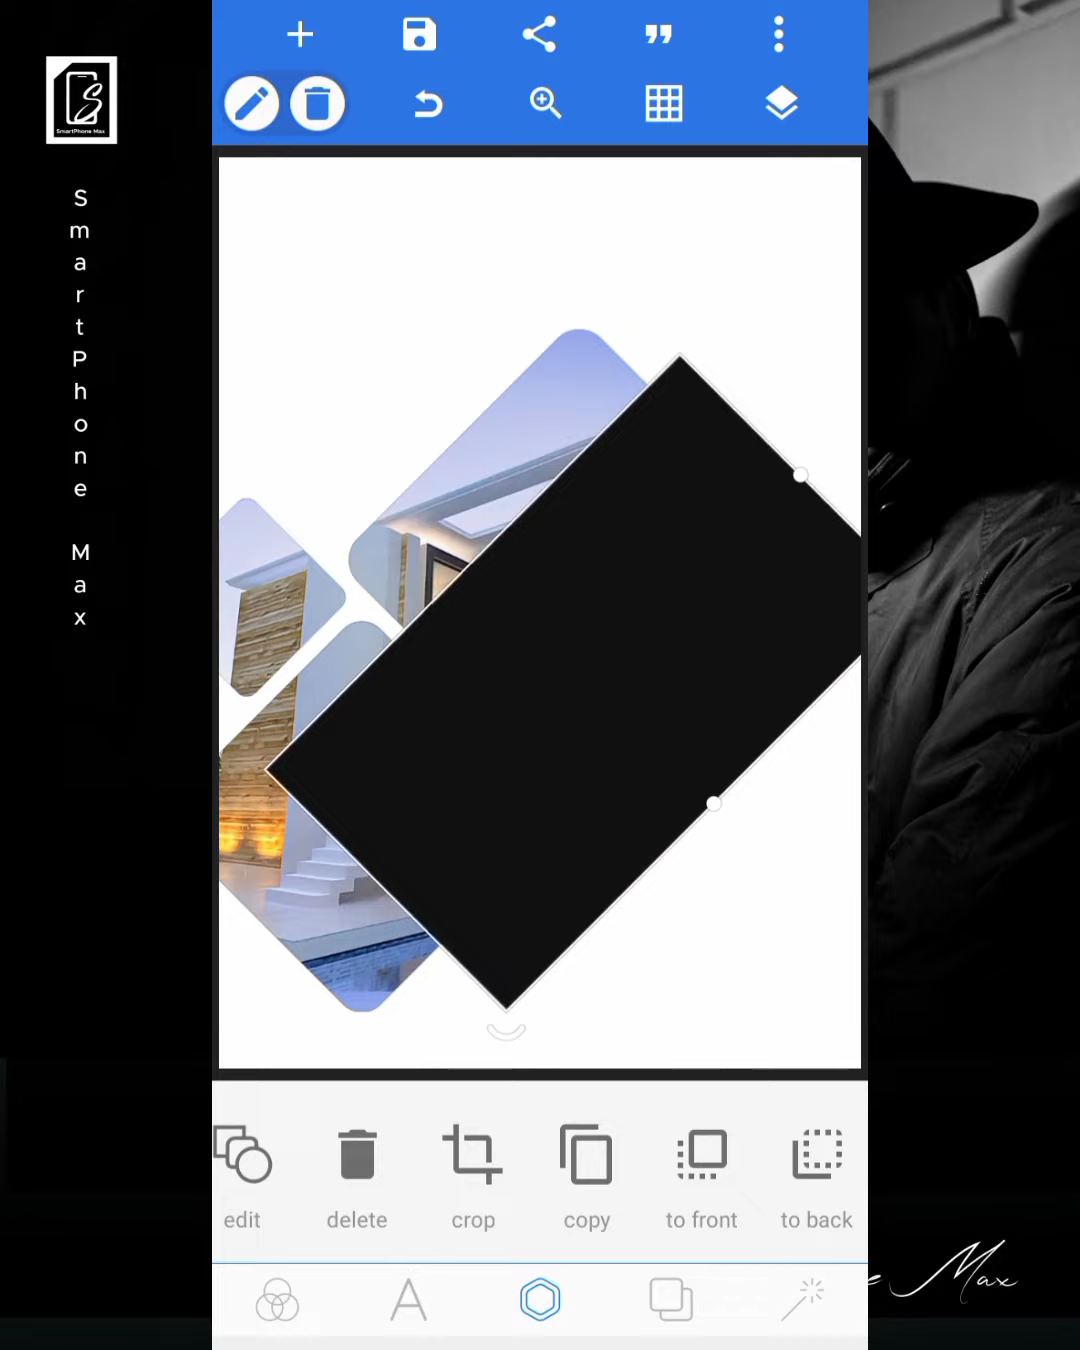 SmartPhone Max
S
m
a
r
t
P
h
o
n
e
M
a
x
edit
delete
crop
copy
to front
to back
e Max